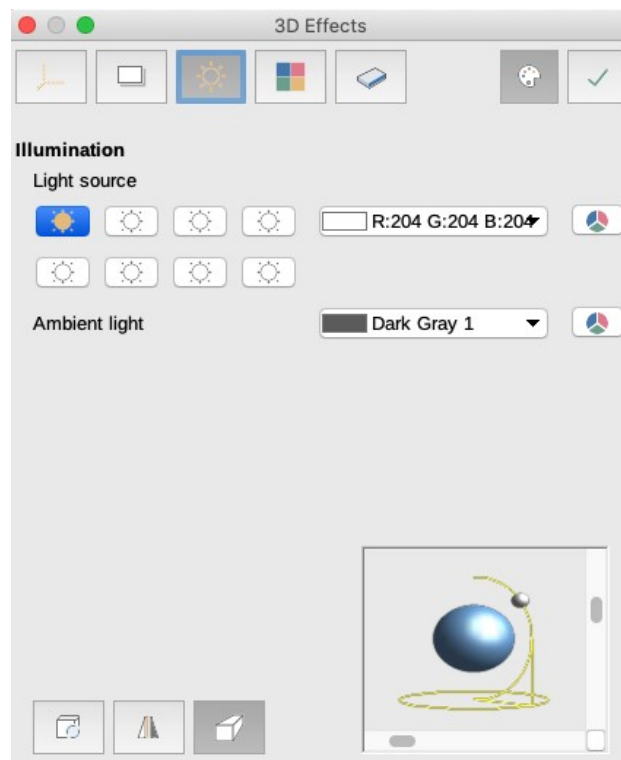 3D Effects
Illumination
Light source
R:204 G:204 B:204
Ambient light
Dark Gray 1